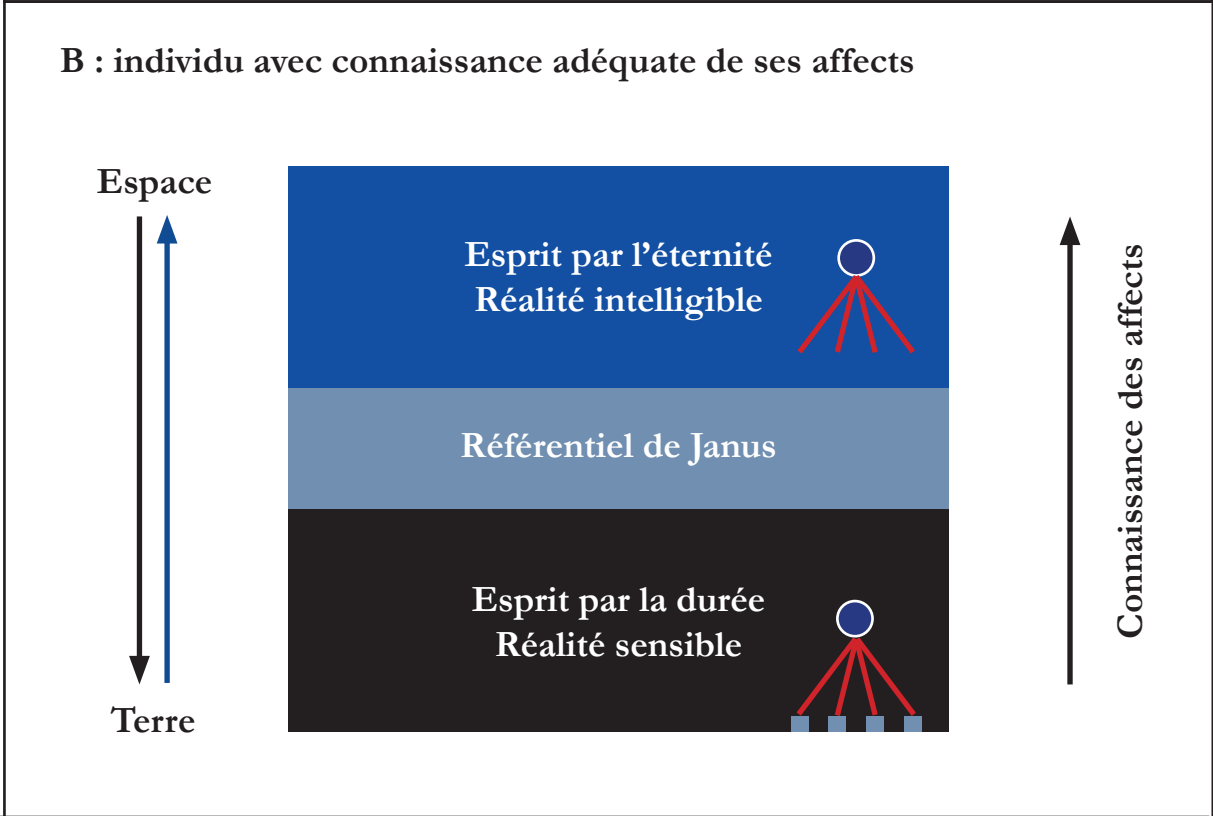 B : individu avec connaissance adéquate de ses affects
Espace
Esprit par l’éternité
Réalité intelligible
Référentiel de Janus
Esprit par la durée
Réalité sensible
Terre
Connaissance des affects